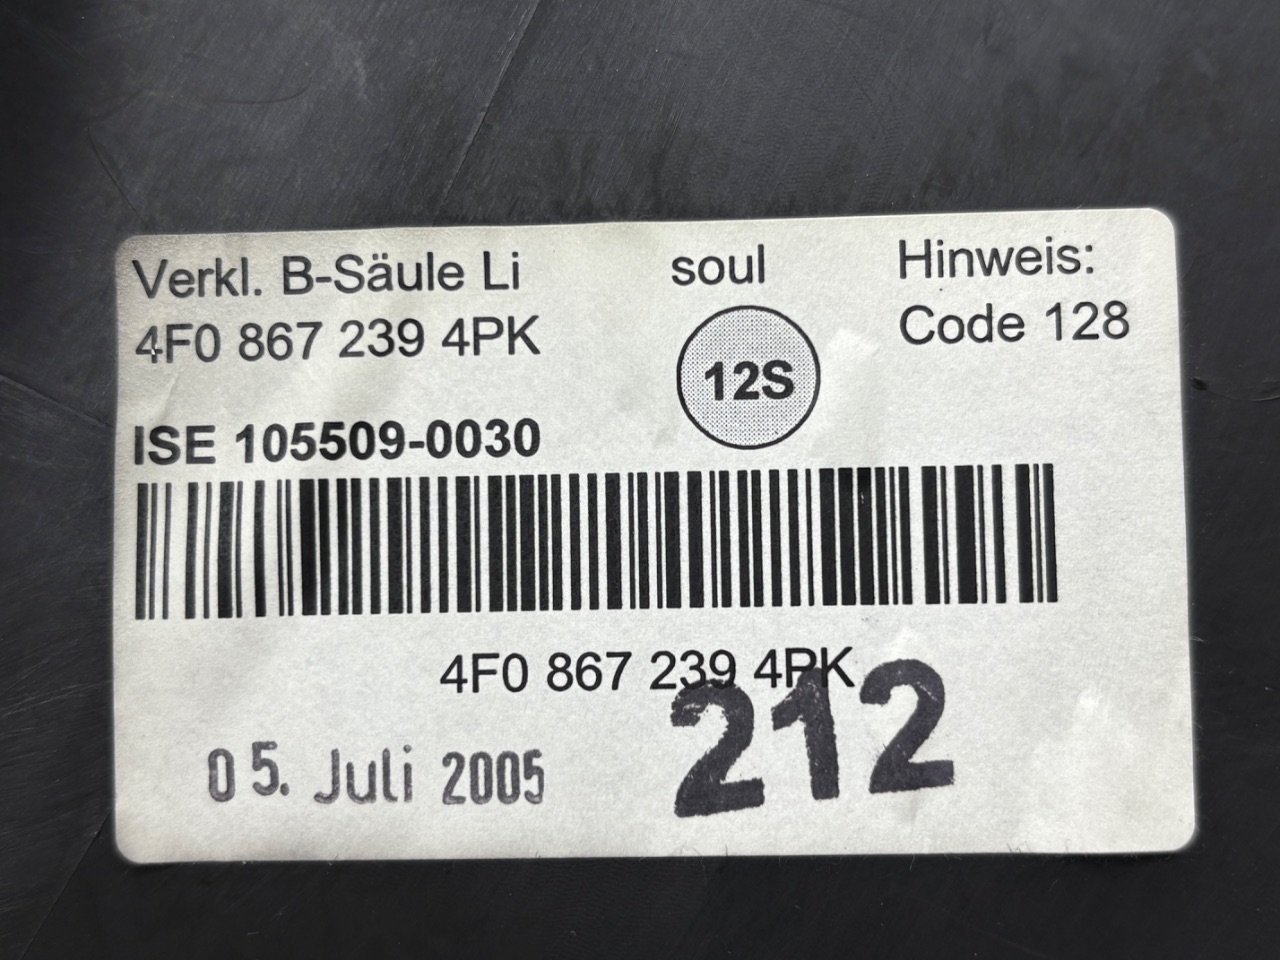 Verkl. B-Säule Li
4F0 867 239 4PK
soul
12S
Hinweis:
Code 128
ISE 105509-0030
4F0 867 239 4PK
212
05. Juli 2005